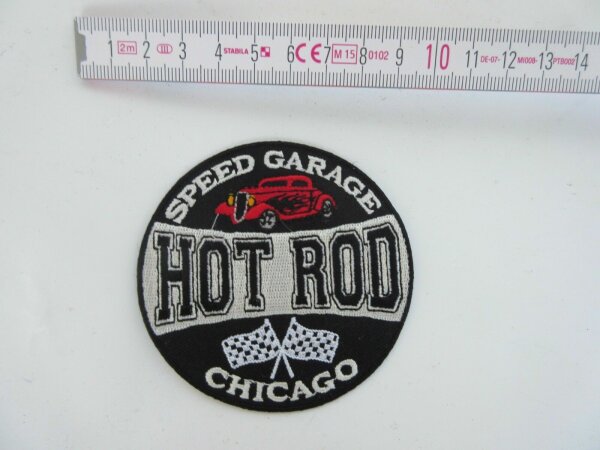 1 2m 2 III 3 4 STABILA 5 6 CE 7 M 15 8 0102 9 10 11 DE-07- 12 MI008- 13 PTB002 14
SPEED GARAGE
HOT ROD
CHICAGO